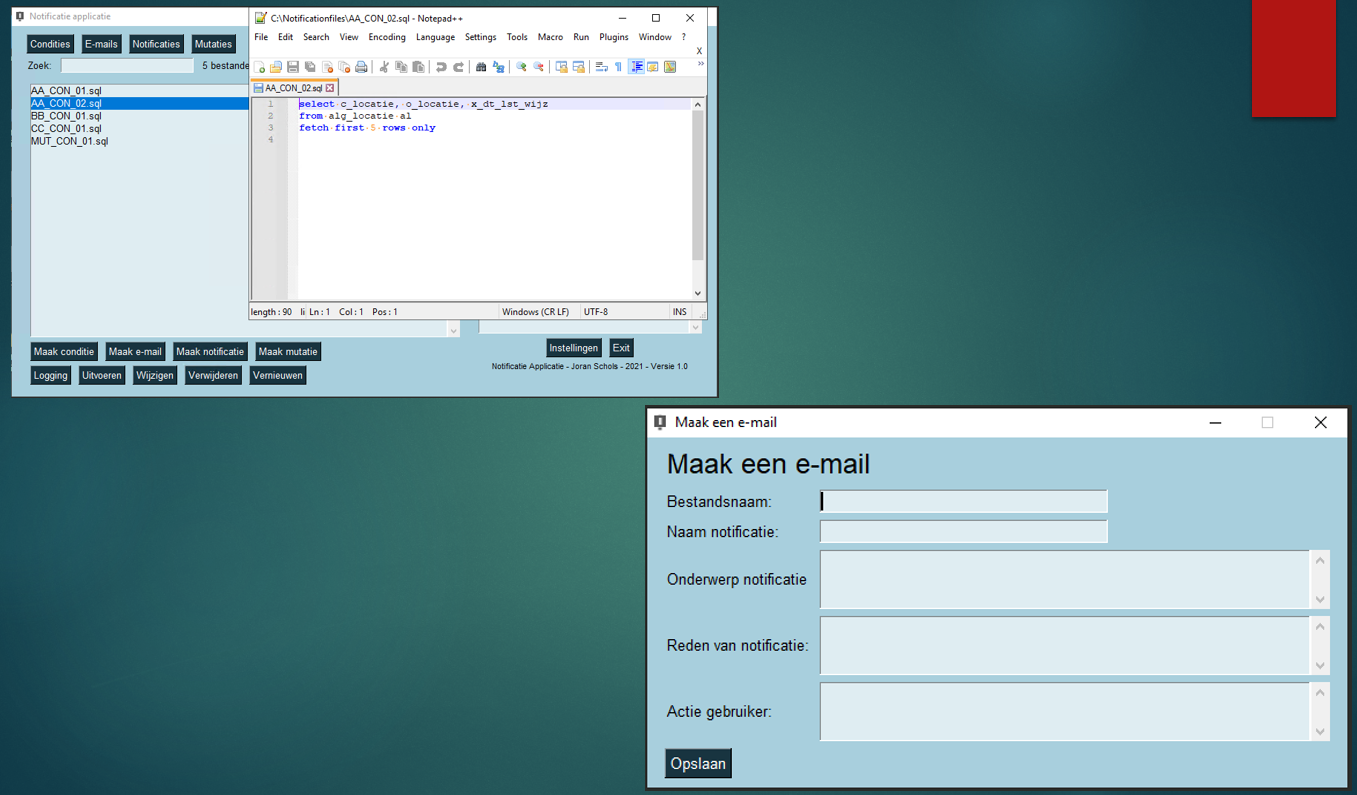 Notificatie applicatie
Condities E-mails Notificaties Mutaties
Zoek: 5 bestande
AA_CON_01.sql
AA_CON_02.sql
BB_CON_01.sql
CC_CON_01.sql
MUT_CON_01.sql
Maak conditie Maak e-mail Maak notificatie Maak mutatie
Logging Uitvoeren Wijzigen Verwijderen Vernieuwen
Instellingen Exit
Notificatie Applicatie - Joran Schols - 2021 - Versie 1.0
C:\Notificationfiles\AA_CON_02.sql - Notepad++
File Edit Search View Encoding Language Settings Tools Macro Run Plugins Window ?
X
AA_CON_02.sql
1 select c_locatie, o_locatie, x_dt_lst_wijz
2 from alg_locatie al
3 fetch first 5 rows only
4
length : 90 li Ln : 1 Col : 1 Pos : 1 Windows (CR LF) UTF-8 INS
Maak een e-mail
Maak een e-mail
Bestandsnaam:
Naam notificatie:
Onderwerp notificatie
Reden van notificatie:
Actie gebruiker:
Opslaan